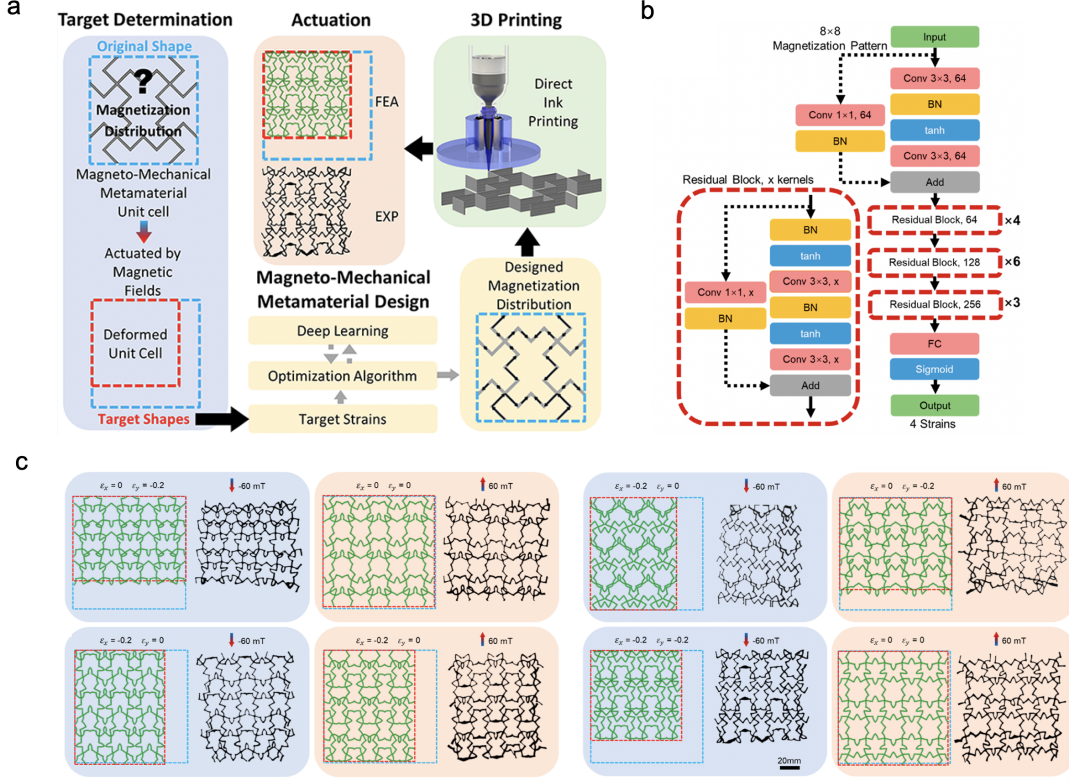 a
Target Determination
Original Shape
?
Magnetization
Distribution
Magneto-Mechanical
Metamaterial
Unit cell
Actuated by
Magnetic
Fields
Deformed
Unit Cell
Target Shapes
Actuation
FEA
EXP
3D Printing
Direct
Ink
Printing
Magneto-Mechanical
Metamaterial Design
Deep Learning
Optimization Algorithm
Target Strains
Designed
Magnetization
Distribution
b
8×8
Magnetization Pattern
Input
Conv 3×3, 64
BN
tanh
Conv 3×3, 64
Add
Conv 1×1, 64
BN
Residual Block, 64
×4
Residual Block, 128
×6
Residual Block, 256
×3
FC
Sigmoid
Output
4 Strains
Residual Block, x kernels
BN
tanh
Conv 3×3, x
BN
tanh
Conv 3×3, x
Add
Conv 1×1, x
BN
c
εx = 0 εy = -0.2
-60 mT
εx = 0 εy = 0
60 mT
εx = -0.2 εy = 0
-60 mT
εx = 0 εy = -0.2
60 mT
εx = -0.2 εy = 0
-60 mT
εx = -0.2 εy = 0
60 mT
εx = -0.2 εy = -0.2
-60 mT
20mm
εx = 0 εy = 0
60 mT